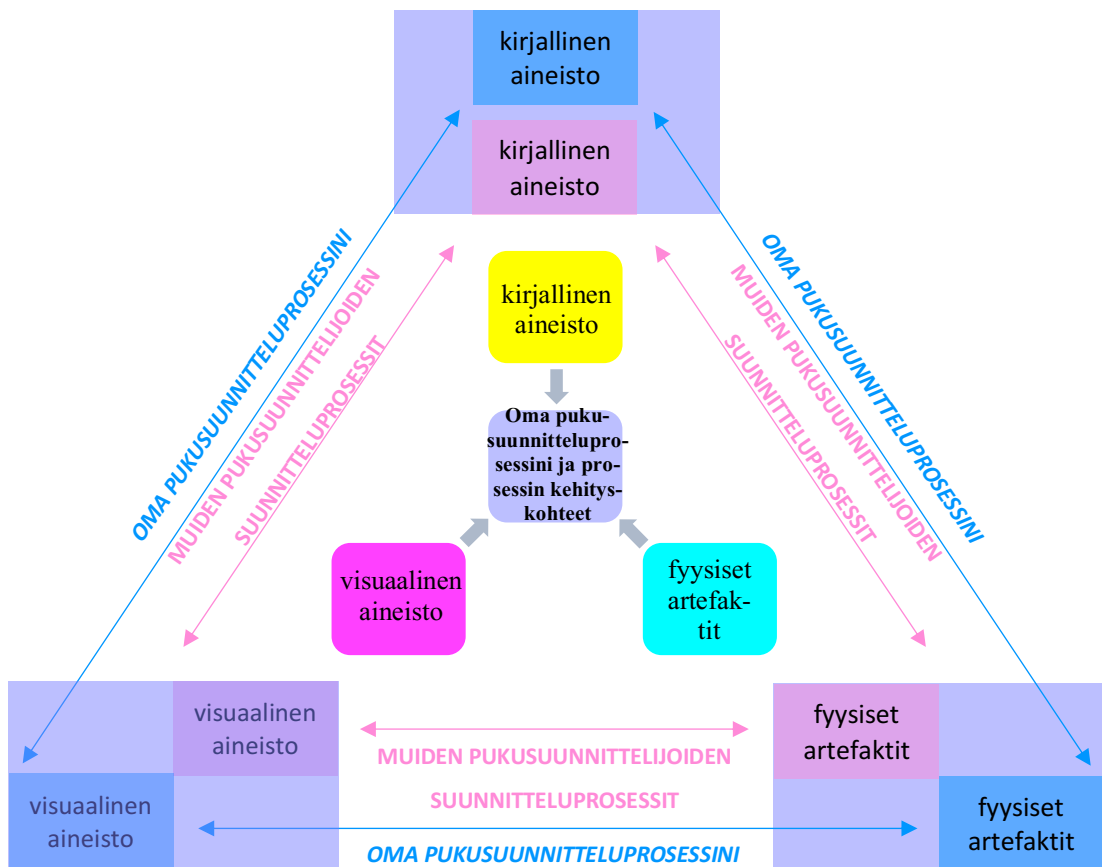 kirjallinen
aineisto
kirjallinen
aineisto
OMA PUKUSUUNNITTELUPROSESSINI
MUIDEN PUKUSUUNNITTELIJOIDEN
SUUNNITTELUPROSESSIT
OMA PUKUSUUNNITTELUPROSESSINI
MUIDEN PUKUSUUNNITTELIJOIDEN
SUUNNITTELUPROSESSIT
kirjallinen
aineisto
Oma puku-
suunnittelupro-
sessini ja pro-
sessin kehitys-
kohteet
visuaalinen
aineisto
fyysiset
artefak-
tit
visuaalinen
aineisto
visuaalinen
aineisto
fyysiset
artefaktit
fyysiset
artefaktit
MUIDEN PUKUSUUNNITTELIJOIDEN
SUUNNITTELUPROSESSIT
OMA PUKUSUUNNITTELUPROSESSINI